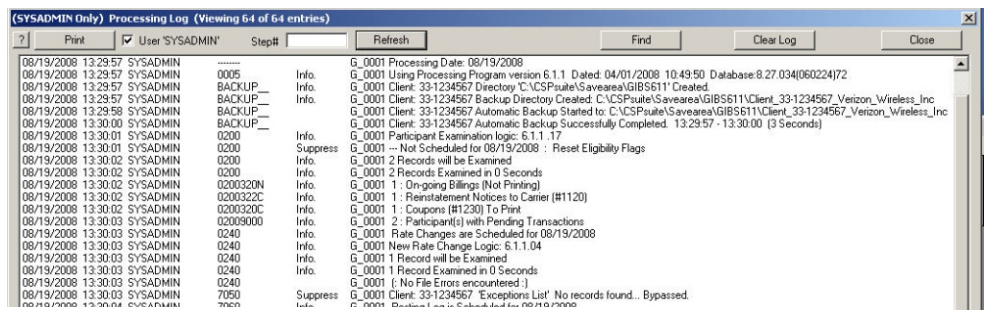 (SYSADMIN Only) Processing Log (Viewing 64 of 64 entries)
? Print User 'SYSADMIN' Step# Refresh Find Clear Log Close
08/19/2008 13:29:57 SYSADMIN ------- G_0001 Processing Date: 08/19/2008
08/19/2008 13:29:57 SYSADMIN 0005 Info. G_0001 Using Processing Program version 6.1.1 Dated: 04/01/2008 10:49:50 Database:8.27.034(060224)72
08/19/2008 13:29:57 SYSADMIN BACKUP__ Info. G_0001 Client: 33-1234567 Directory 'C:\CSPsuite\Savearea\GIBS611' Created.
08/19/2008 13:29:57 SYSADMIN BACKUP__ Info. G_0001 Client: 33-1234567 Backup Directory Created: C:\CSPsuite\Savearea\GIBS611\Client_33-1234567_Verizon_Wireless_Inc
08/19/2008 13:29:58 SYSADMIN BACKUP__ G_0001 Client: 33-1234567 Automatic Backup Started to: C:\CSPsuite\Savearea\GIBS611\Client_33-1234567_Verizon_Wireless_Inc
08/19/2008 13:30:00 SYSADMIN BACKUP__ G_0001 Client: 33-1234567 Automatic Backup Successfully Completed. 13:29:57 - 13:30:00 (3 Seconds)
08/19/2008 13:30:01 SYSADMIN 0200 Info. G_0001 Participant Examination logic: 6.1.1 .17
08/19/2008 13:30:01 SYSADMIN 0200 Suppress G_0001 --- Not Scheduled for 08/19/2008 : Reset Eligibility Flags
08/19/2008 13:30:02 SYSADMIN 0200 Info. G_0001 2 Records will be Examined
08/19/2008 13:30:02 SYSADMIN 0200 Info. G_0001 2 Records Examined in 0 Seconds
08/19/2008 13:30:02 SYSADMIN 0200320N Info. G_0001 1 : On-going Billings (Not Printing)
08/19/2008 13:30:02 SYSADMIN 0200322C Info. G_0001 1 : Reinstatement Notices to Carrier (#1120)
08/19/2008 13:30:02 SYSADMIN 0200320C Info. G_0001 1 : Coupons (#1230) To Print
08/19/2008 13:30:03 SYSADMIN 02009000 Info. G_0001 2 : Participant(s) with Pending Transactions
08/19/2008 13:30:03 SYSADMIN 0240 Info. G_0001 Rate Changes are Scheduled for 08/19/2008
08/19/2008 13:30:03 SYSADMIN 0240 Info. G_0001 New Rate Change Logic: 6.1.1.04
08/19/2008 13:30:03 SYSADMIN 0240 Info. G_0001 1 Record will be Examined
08/19/2008 13:30:03 SYSADMIN 0240 Info. G_0001 1 Record Examined in 0 Seconds
08/19/2008 13:30:03 SYSADMIN 0240 Info. G_0001 (: No File Errors encountered :)
08/19/2008 13:30:03 SYSADMIN 7050 Suppress G_0001 Client: 33-1234567 'Exceptions List' No records found... Bypassed.
08/19/2008 13:30:04 SYSADMIN 7060 Info. G_0001 Posting Log is Scheduled for 08/19/2008